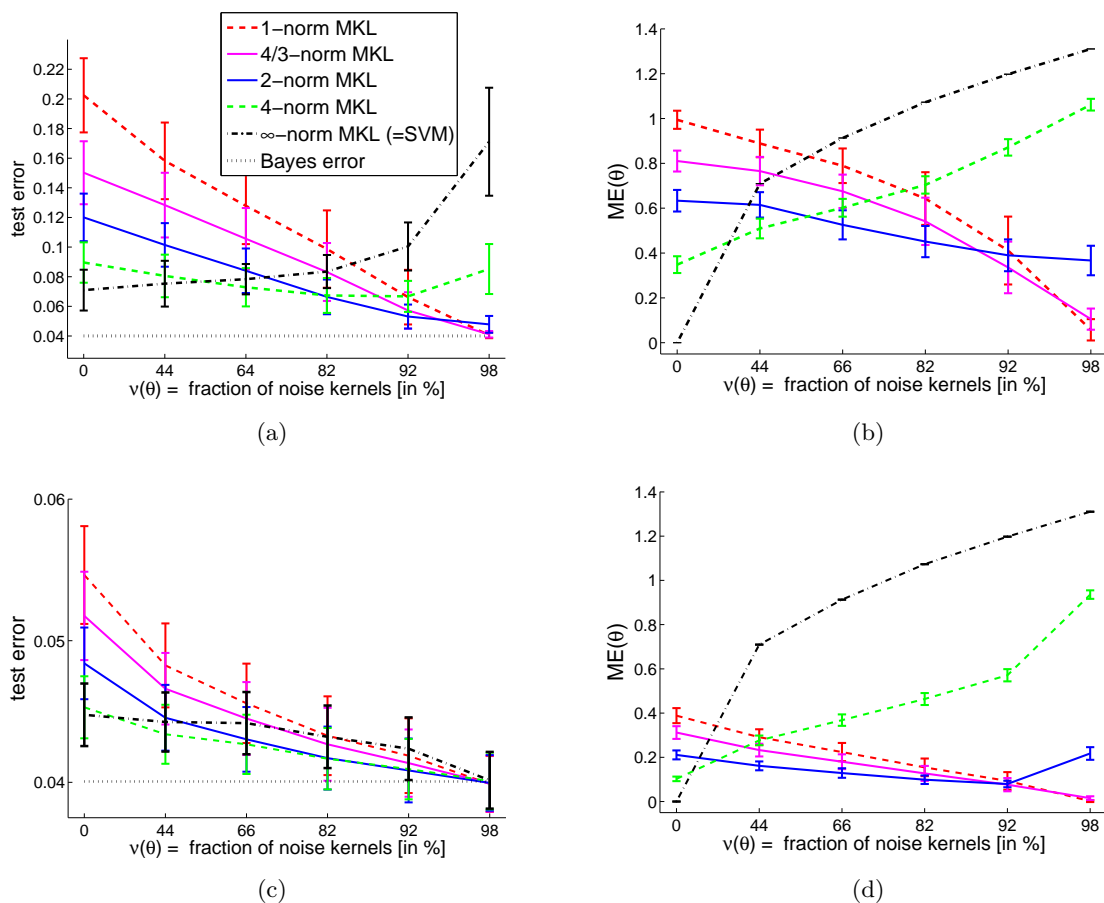 1−norm MKL
4/3−norm MKL
2−norm MKL
4−norm MKL
∞−norm MKL (=SVM)
Bayes error
test error
0.22
0.2
0.18
0.16
0.14
0.12
0.1
0.08
0.06
0.04
0 44 64 82 92 98
ν(θ) = fraction of noise kernels [in %]
(a)
ME(θ)
1.4
1.2
1
0.8
0.6
0.4
0.2
0
0 44 66 82 92 98
ν(θ) = fraction of noise kernels [in %]
(b)
test error
0.06
0.05
0.04
0 44 66 82 92 98
ν(θ) = fraction of noise kernels [in %]
(c)
ME(θ)
1.4
1.2
1
0.8
0.6
0.4
0.2
0
0 44 66 82 92 98
ν(θ) = fraction of noise kernels [in %]
(d)